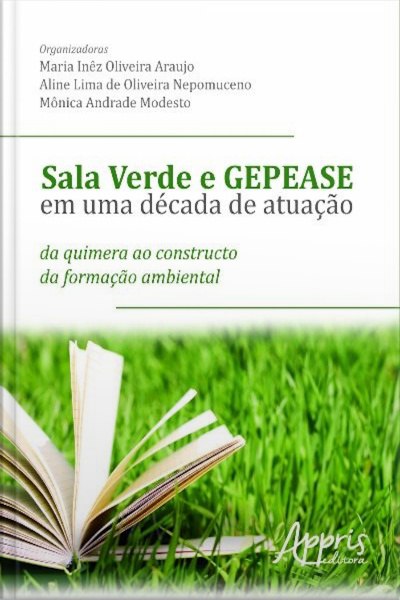 Organizadoras
Maria Inêz Oliveira Araujo
Aline Lima de Oliveira Nepomuceno
Mônica Andrade Modesto
Sala Verde e GEPEASE
em uma década de atuação
da quimera ao constructo
da formação ambiental
Appris
editora